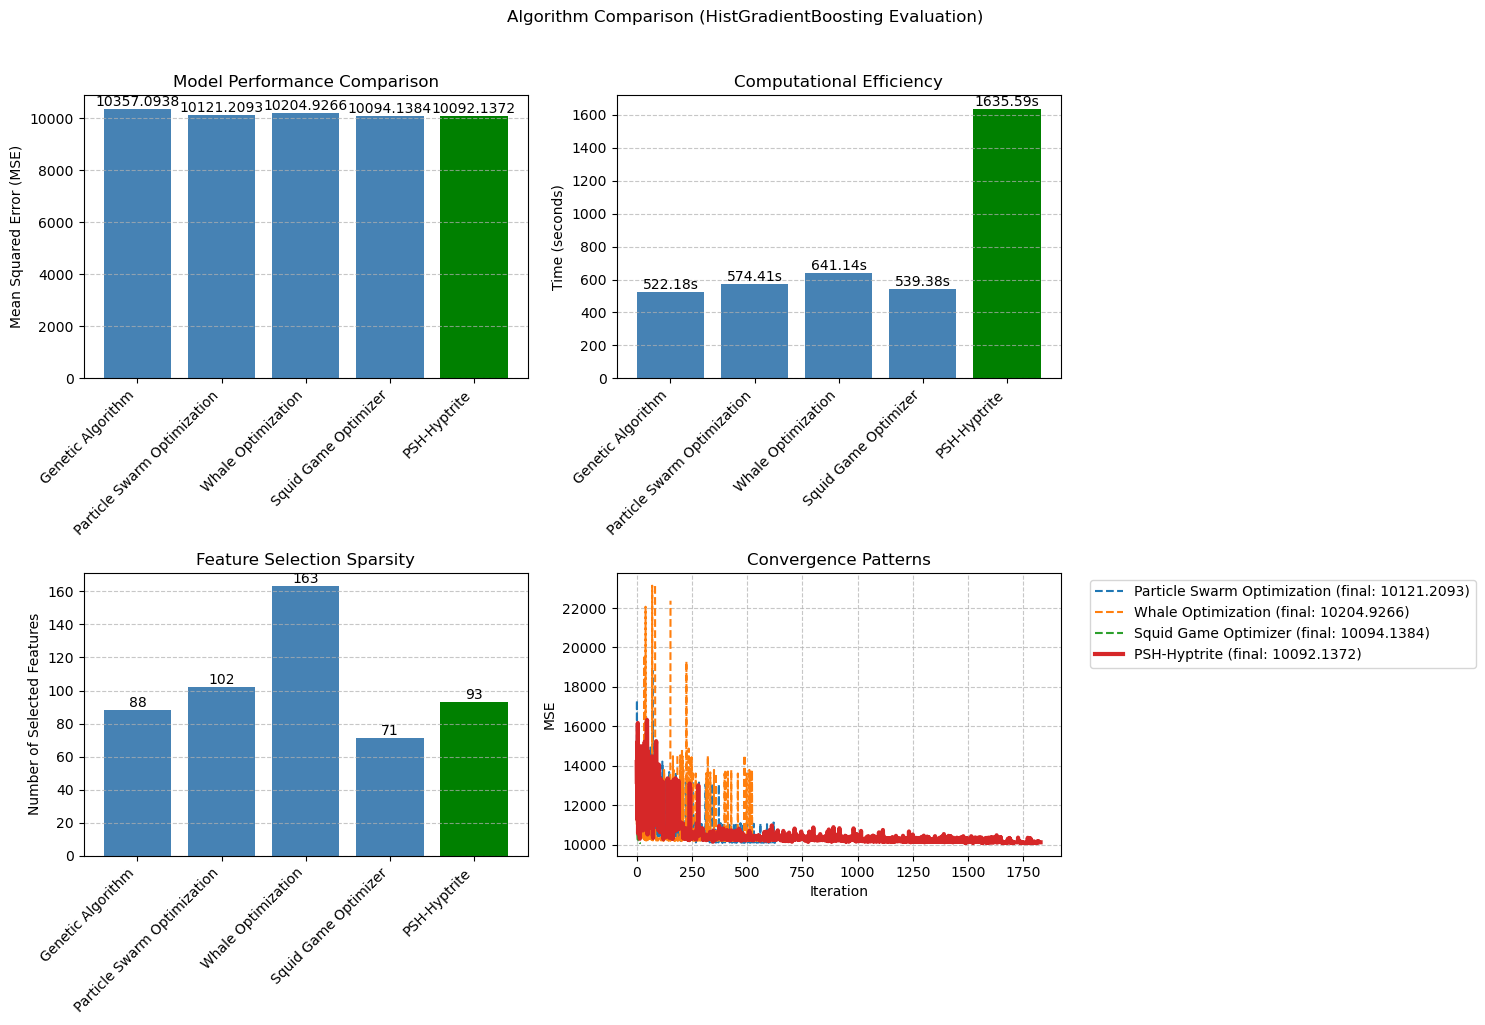 Algorithm Comparison (HistGradientBoosting Evaluation)
Model Performance Comparison
Mean Squared Error (MSE)
10000
8000
6000
4000
2000
0
10357.0938
10121.2093
10204.9266
10094.1384
10092.1372
Genetic Algorithm
Particle Swarm Optimization
Whale Optimization
Squid Game Optimizer
PSH-Hyptrite
Computational Efficiency
Time (seconds)
1600
1400
1200
1000
800
600
400
200
0
522.18s
574.41s
641.14s
539.38s
1635.59s
Genetic Algorithm
Particle Swarm Optimization
Whale Optimization
Squid Game Optimizer
PSH-Hyptrite
Feature Selection Sparsity
Number of Selected Features
160
140
120
100
80
60
40
20
0
88
102
163
71
93
Genetic Algorithm
Particle Swarm Optimization
Whale Optimization
Squid Game Optimizer
PSH-Hyptrite
Convergence Patterns
MSE
22000
20000
18000
16000
14000
12000
10000
0
250
500
750
1000
1250
1500
1750
Iteration
Particle Swarm Optimization (final: 10121.2093)
Whale Optimization (final: 10204.9266)
Squid Game Optimizer (final: 10094.1384)
PSH-Hyptrite (final: 10092.1372)